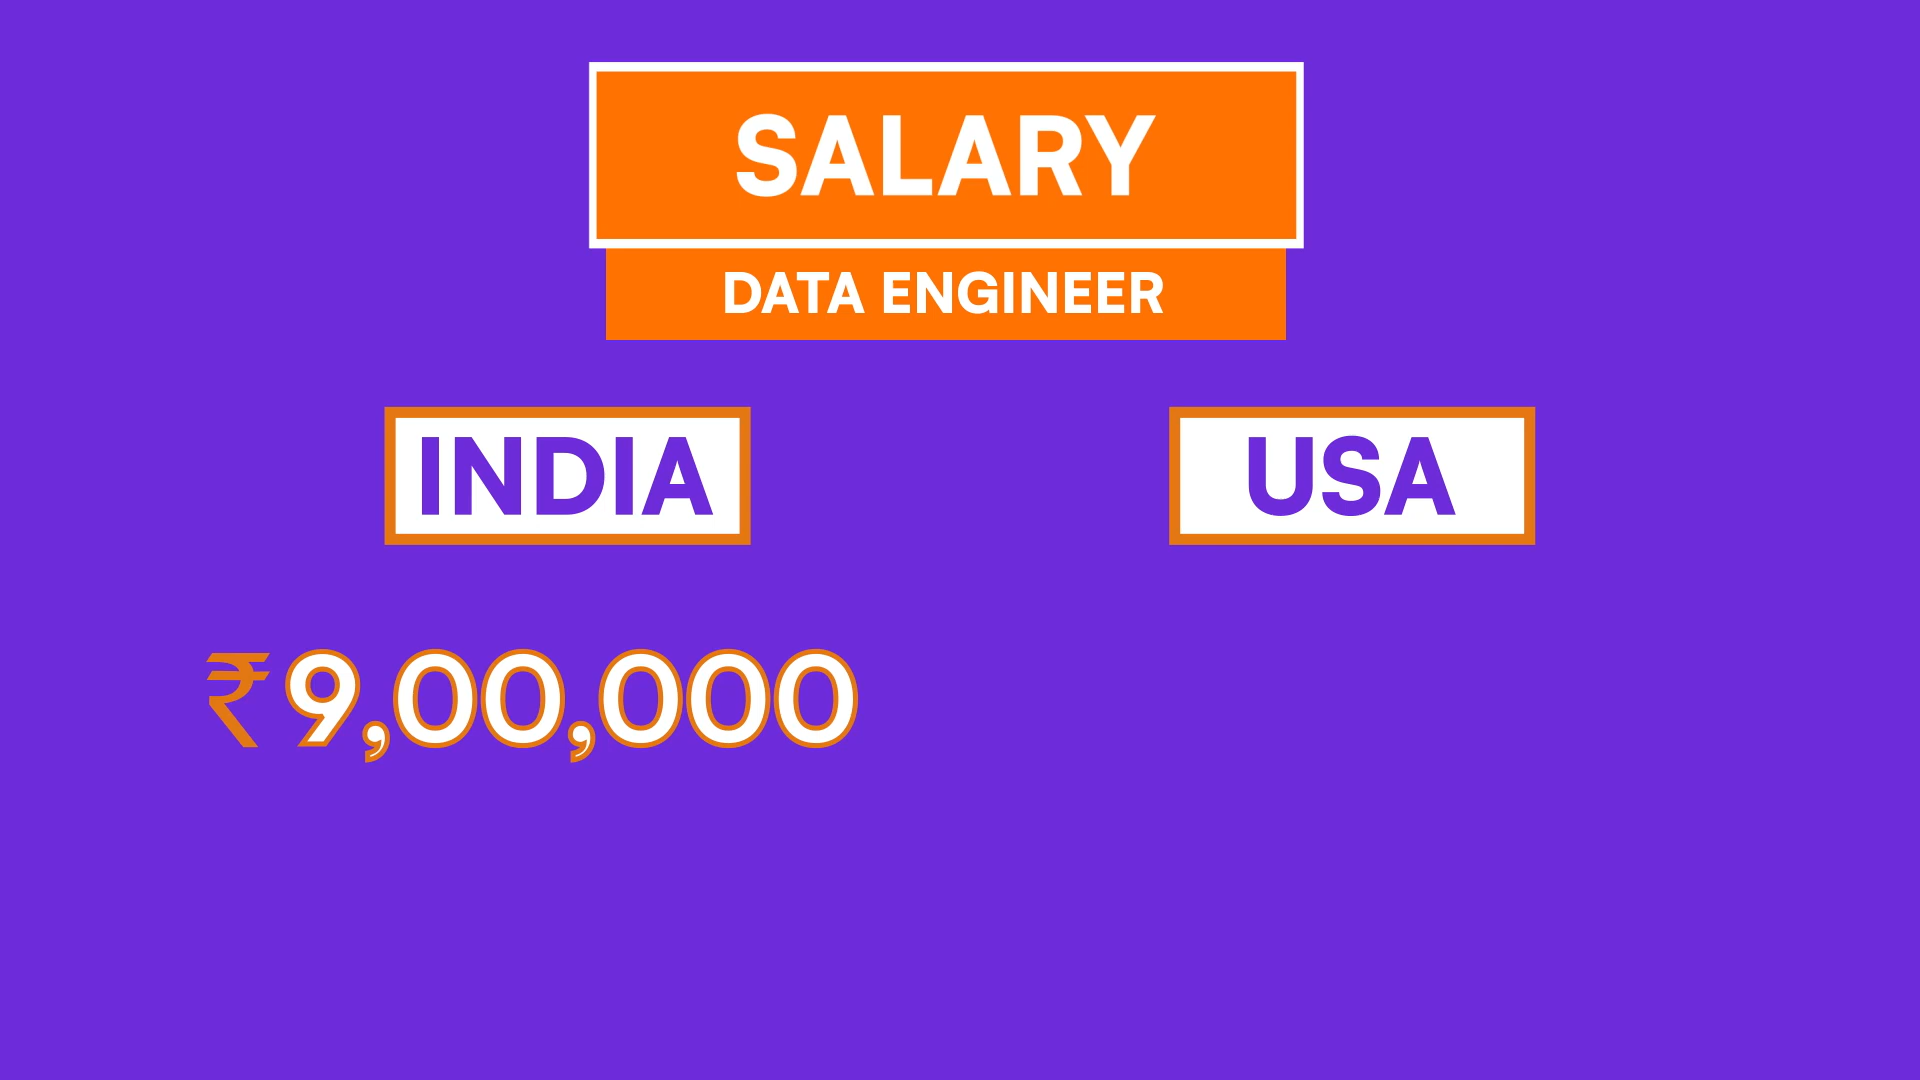 SALARY
DATA ENGINEER
INDIA
USA
₹9,00,000